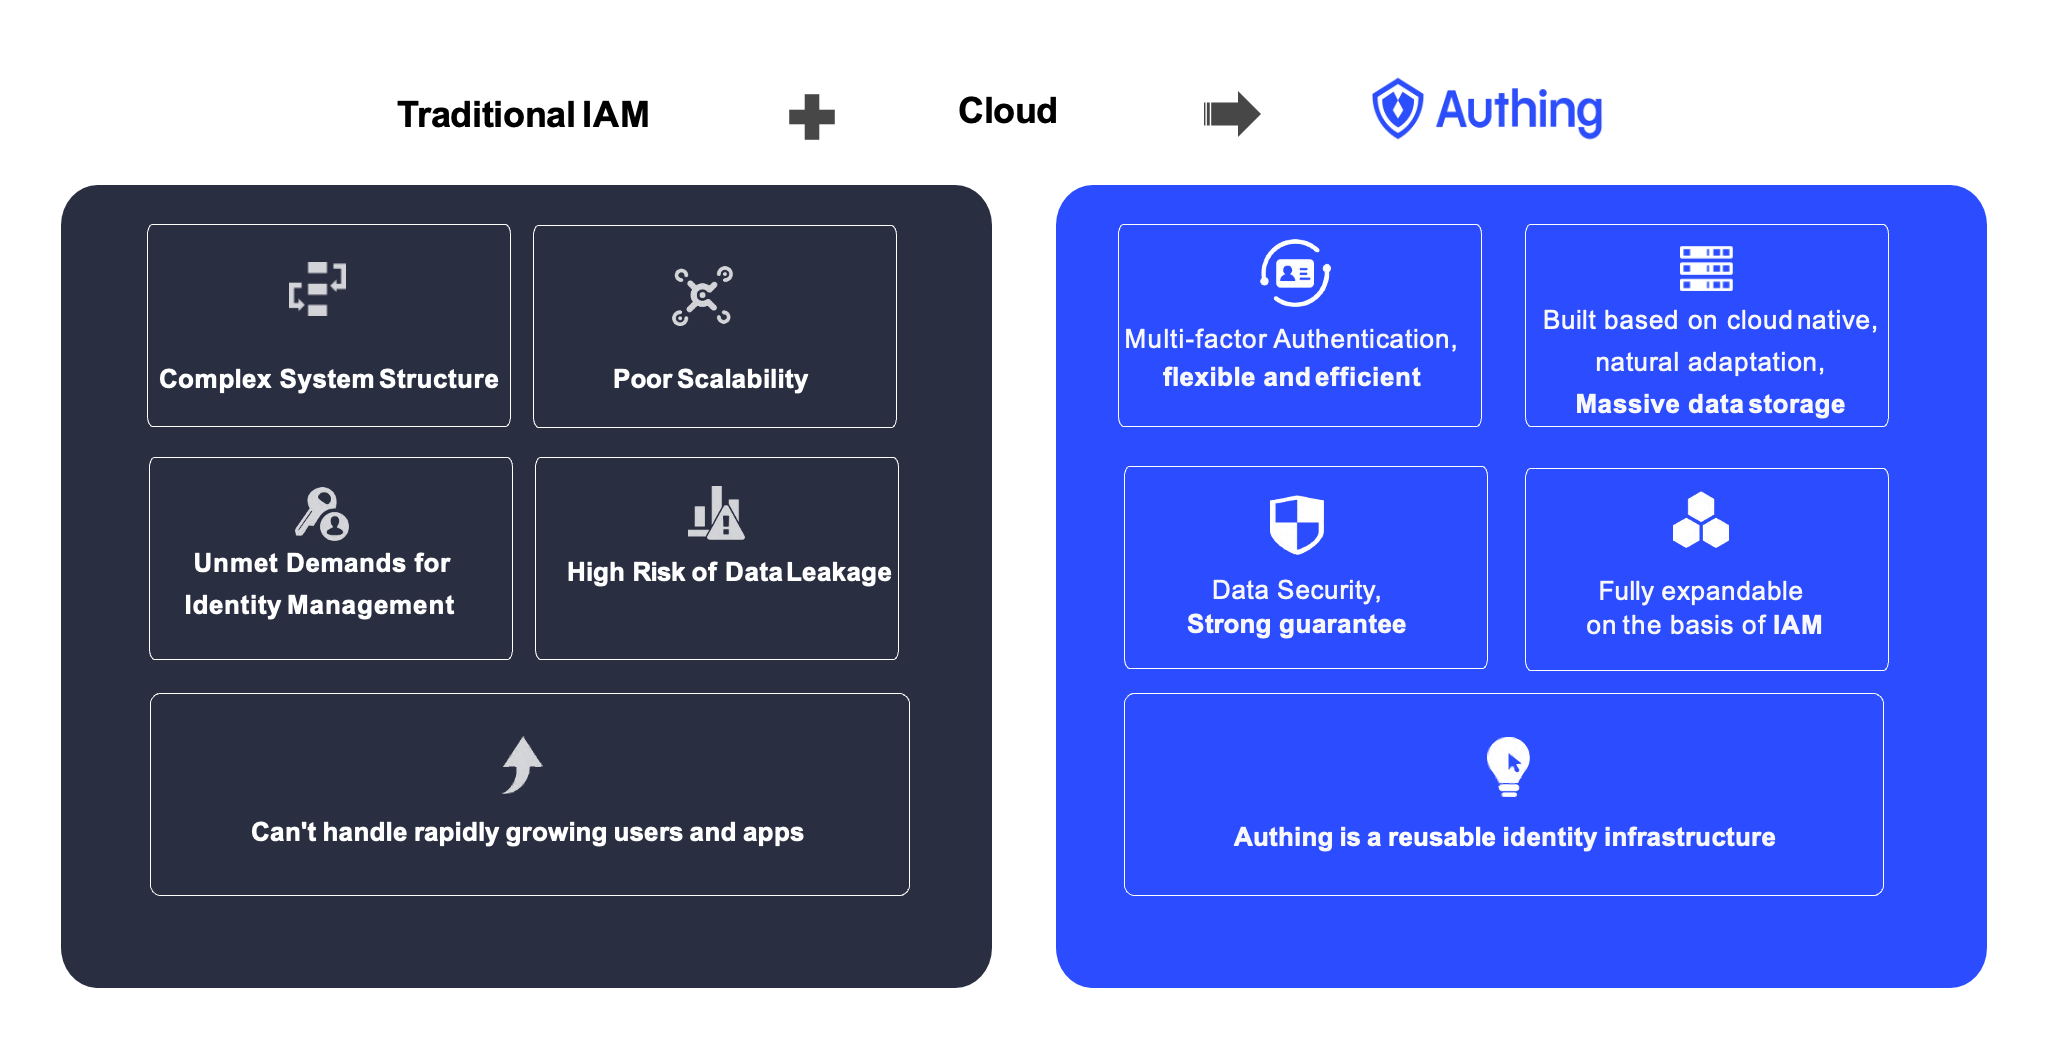 Traditional IAM
Cloud
Authing
Complex System Structure
Poor Scalability
Unmet Demands for
Identity Management
High Risk of Data Leakage
Can't handle rapidly growing users and apps
Multi-factor Authentication,
flexible and efficient
Built based on cloud native,
natural adaptation,
Massive data storage
Data Security,
Strong guarantee
Fully expandable
on the basis of IAM
Authing is a reusable identity infrastructure